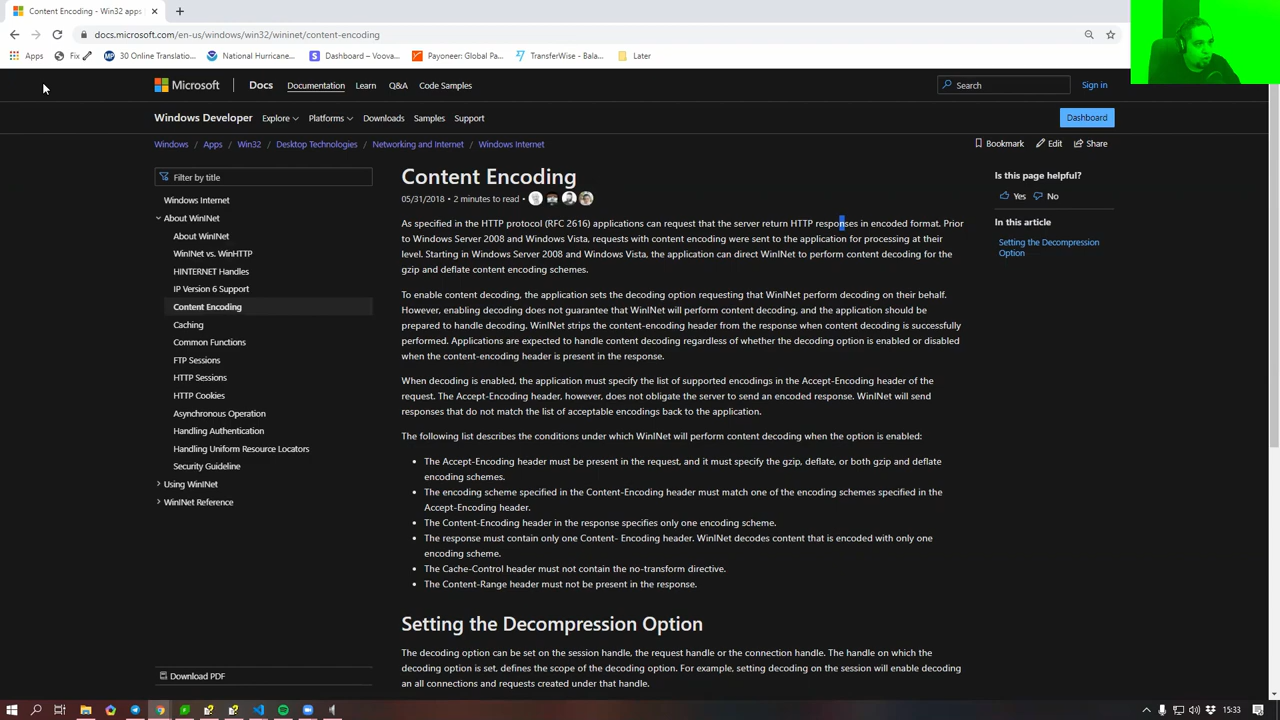 Content Encoding - Win32 apps
docs.microsoft.com/en-us/windows/win32/wininet/content-encoding
Apps
Fix
30 Online Translatio...
National Hurricane...
Dashboard – Voova...
Payoneer: Global Pa...
TransferWise - Bala...
Later
Microsoft
Docs
Documentation
Learn
Q&A
Code Samples
Search
Sign in
Windows Developer
Explore
Platforms
Downloads
Samples
Support
Dashboard
Windows
Apps
Win32
Desktop Technologies
Networking and Internet
Windows Internet
Bookmark
Edit
Share
Filter by title
Windows Internet
About WinINet
About WinINet
WinINet vs. WinHTTP
HINTERNET Handles
IP Version 6 Support
Content Encoding
Caching
Common Functions
FTP Sessions
HTTP Sessions
HTTP Cookies
Asynchronous Operation
Handling Authentication
Handling Uniform Resource Locators
Security Guideline
Using WinINet
WinINet Reference
Download PDF
Content Encoding
05/31/2018 • 2 minutes to read •
As specified in the HTTP protocol (RFC 2616) applications can request that the server return HTTP responses in encoded format. Prior
to Windows Server 2008 and Windows Vista, requests with content encoding were sent to the application for processing at their
level. Starting in Windows Server 2008 and Windows Vista, the application can direct WinINet to perform content decoding for the
gzip and deflate content encoding schemes.
To enable content decoding, the application sets the decoding option requesting that WinINet perform decoding on their behalf.
However, enabling decoding does not guarantee that WinINet will perform content decoding, and the application should be
prepared to handle decoding. WinINet strips the content-encoding header from the response when content decoding is successfully
performed. Applications are expected to handle content decoding regardless of whether the decoding option is enabled or disabled
when the content-encoding header is present in the response.
When decoding is enabled, the application must specify the list of supported encodings in the Accept-Encoding header of the
request. The Accept-Encoding header, however, does not obligate the server to send an encoded response. WinINet will send
responses that do not match the list of acceptable encodings back to the application.
The following list describes the conditions under which WinINet will perform content decoding when the option is enabled:
• The Accept-Encoding header must be present in the request, and it must specify the gzip, deflate, or both gzip and deflate
encoding schemes.
• The encoding scheme specified in the Content-Encoding header must match one of the encoding schemes specified in the
Accept-Encoding header.
• The Content-Encoding header in the response specifies only one encoding scheme.
• The response must contain only one Content- Encoding header. WinINet decodes content that is encoded with only one
encoding scheme.
• The Cache-Control header must not contain the no-transform directive.
• The Content-Range header must not be present in the response.
Setting the Decompression Option
The decoding option can be set on the session handle, the request handle or the connection handle. The handle on which the
decoding option is set, defines the scope of the decoding option. For example, setting decoding on the session will enable decoding
an all connections and requests created under that handle.
Is this page helpful?
Yes
No
In this article
Setting the Decompression
Option
15:33